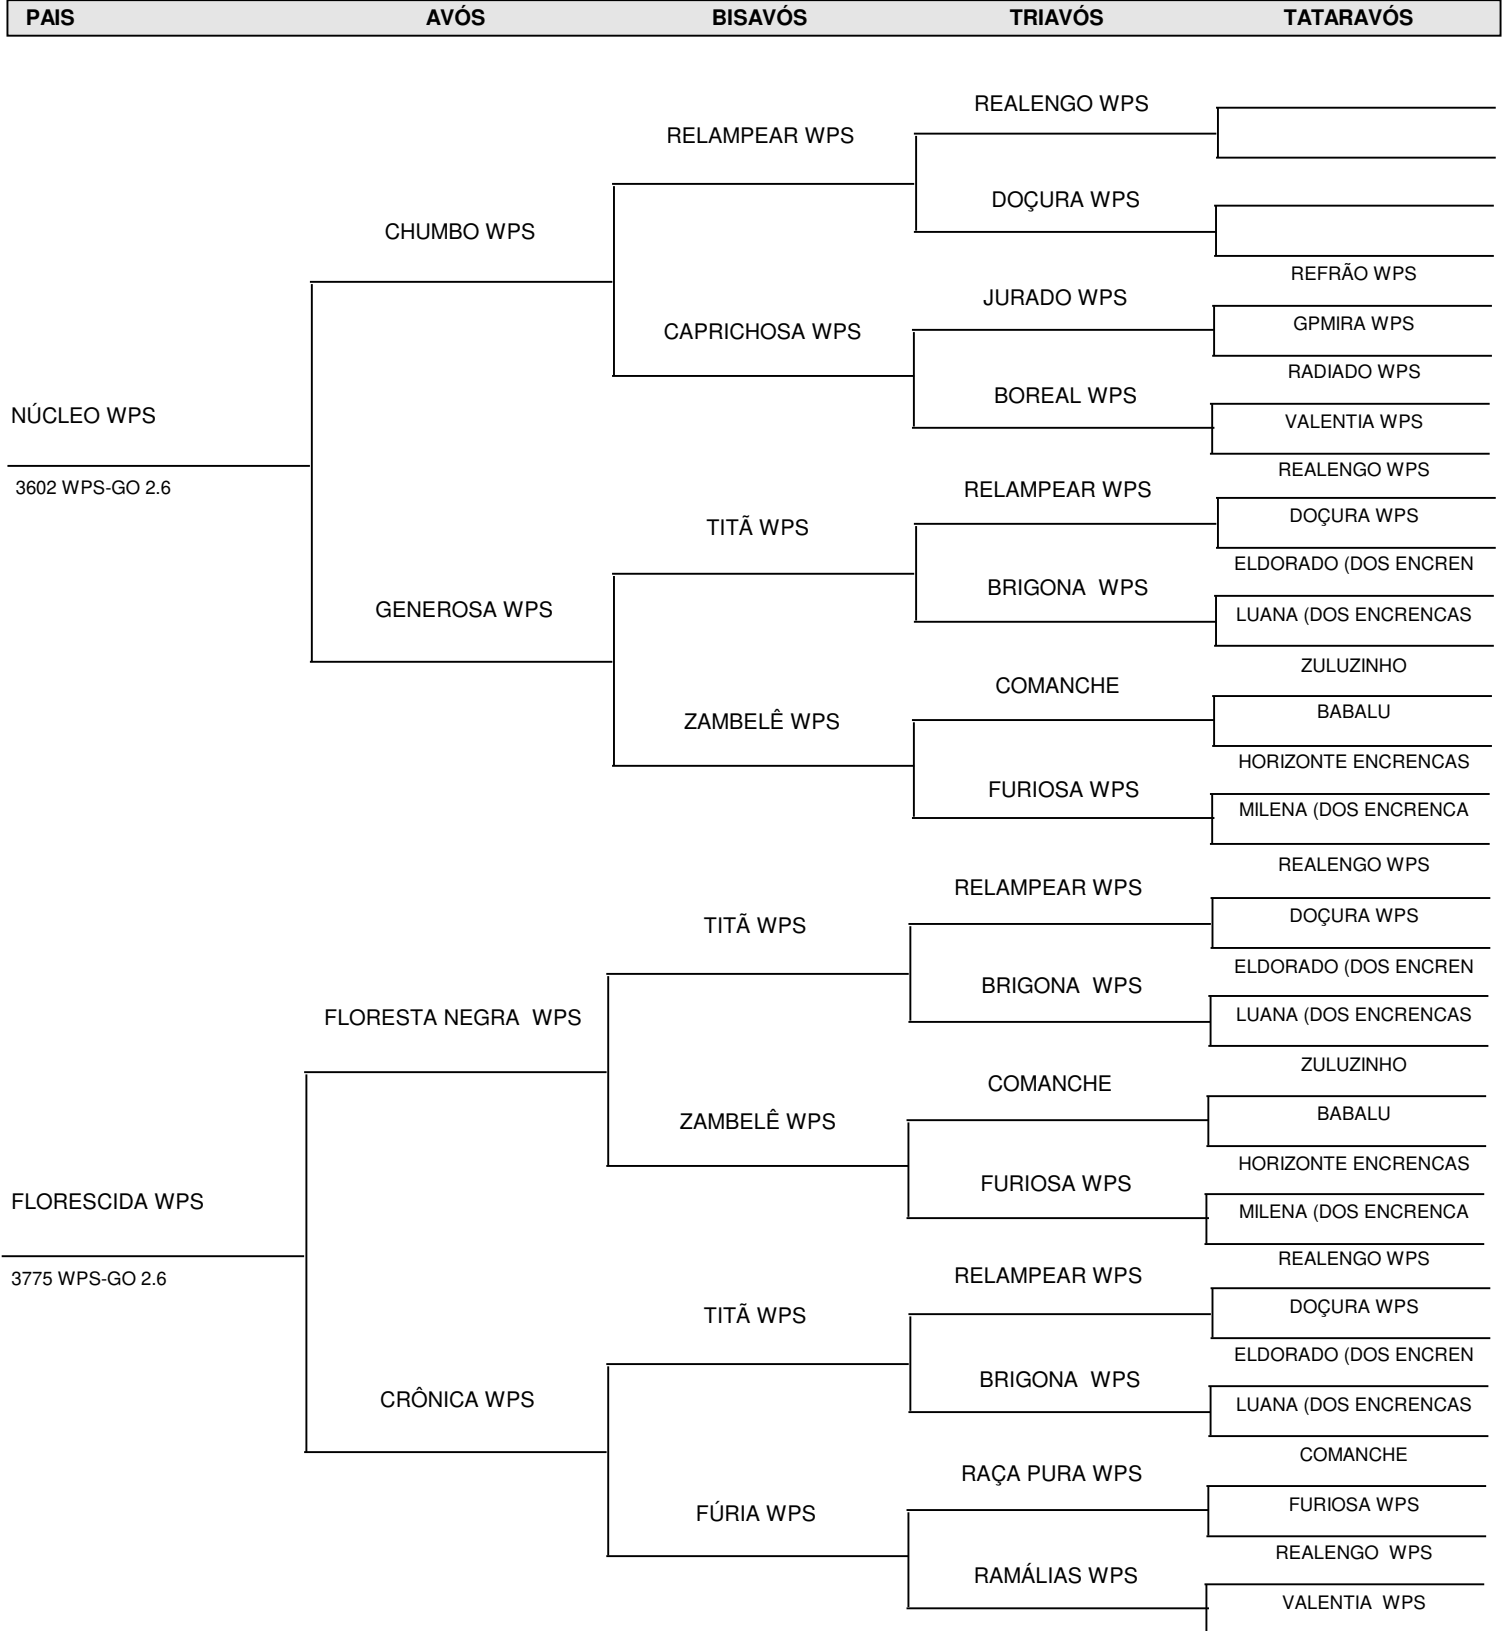 PAIS AVÓS BISAVÓS TRIAVÓS TATARAVÓS
REALENGO WPS
RELAMPEAR WPS
DOÇURA WPS
CHUMBO WPS
REFRÃO WPS
JURADO WPS
GPMIRA WPS
CAPRICHOSA WPS
RADIADO WPS
BOREAL WPS
NÚCLEO WPS
VALENTIA WPS
REALENGO WPS
3602 WPS-GO 2.6
RELAMPEAR WPS
DOÇURA WPS
TITÃ WPS
ELDORADO (DOS ENCREN
BRIGONA  WPS
GENEROSA WPS
LUANA (DOS ENCRENCAS
ZULUZINHO
COMANCHE
BABALU
ZAMBELÊ WPS
HORIZONTE ENCRENCAS
FURIOSA WPS
MILENA (DOS ENCRENCA
REALENGO WPS
RELAMPEAR WPS
DOÇURA WPS
TITÃ WPS
ELDORADO (DOS ENCREN
BRIGONA  WPS
FLORESTA NEGRA  WPS
LUANA (DOS ENCRENCAS
ZULUZINHO
COMANCHE
BABALU
ZAMBELÊ WPS
HORIZONTE ENCRENCAS
FURIOSA WPS
FLORESCIDA WPS
MILENA (DOS ENCRENCA
REALENGO WPS
3775 WPS-GO 2.6
RELAMPEAR WPS
DOÇURA WPS
TITÃ WPS
ELDORADO (DOS ENCREN
BRIGONA  WPS
CRÔNICA WPS
LUANA (DOS ENCRENCAS
COMANCHE
RAÇA PURA WPS
FURIOSA WPS
FÚRIA WPS
REALENGO  WPS
RAMÁLIAS WPS
VALENTIA  WPS